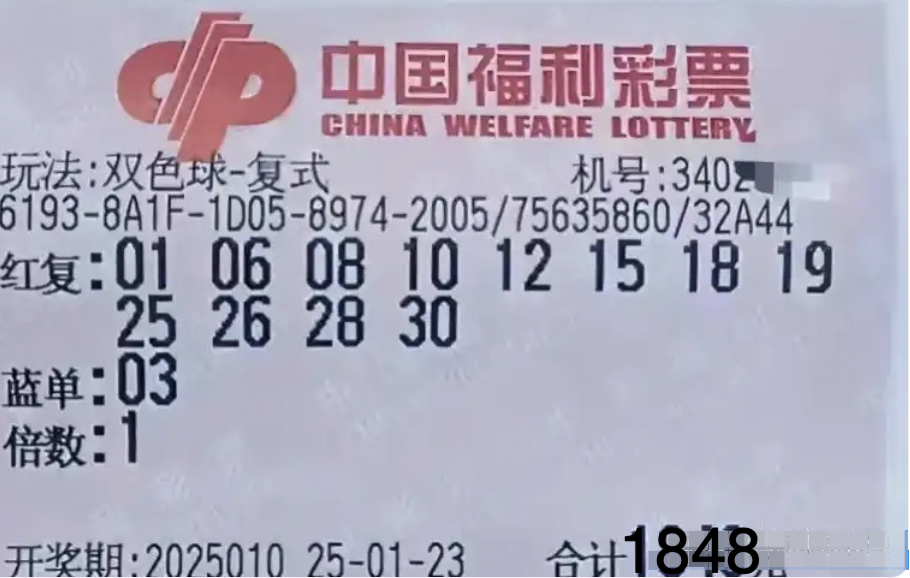 中国福利彩票
CHINA WELFARE LOTTERY
玩法:双色球-复式 机号:340
6193-8A1F-1D05-8974-2005/75635860/32A44
红复:01 06 08 10 12 15 18 19
25 26 28 30
蓝单:03
倍数:1
开奖期:2025010 25-01-23 合计1848